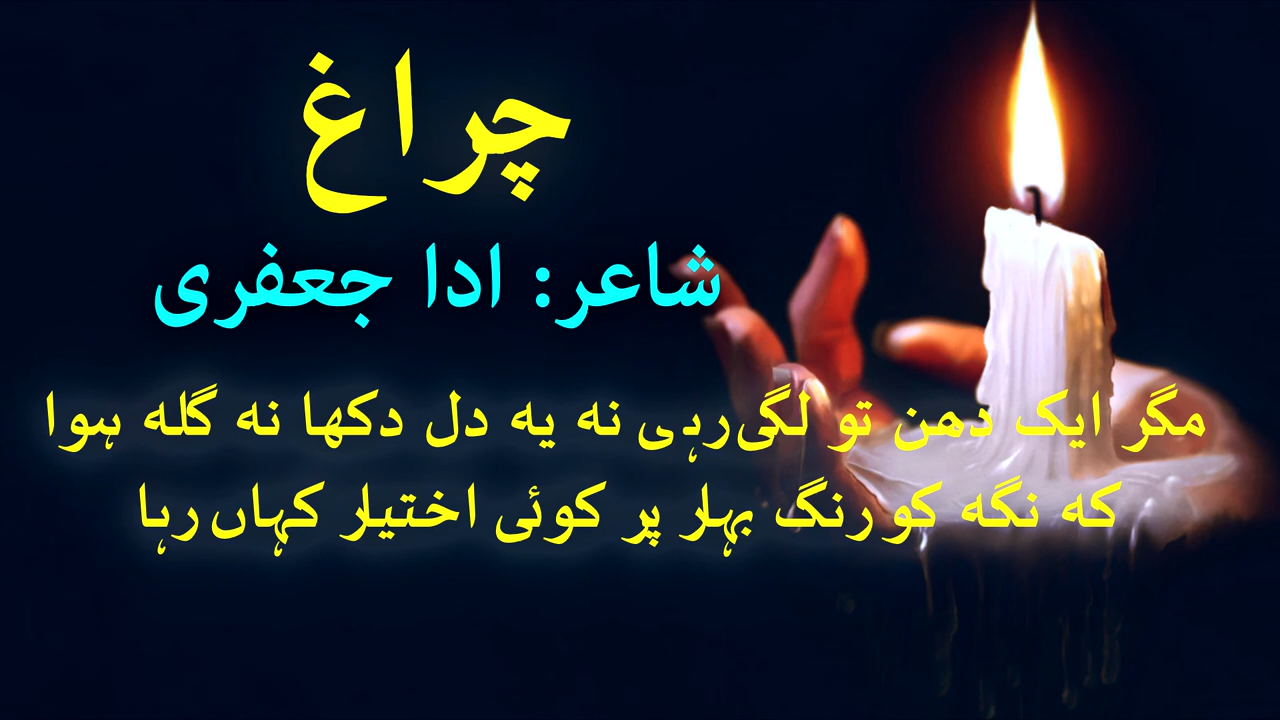 چراغ
شاعر: ادا جعفری
مگر ایک دھن تو لگی رہی نہ یہ دل دکھا نہ گلہ ہوا
کہ نگہ کو رنگ بہار پر کوئی اختیار کہاں رہا